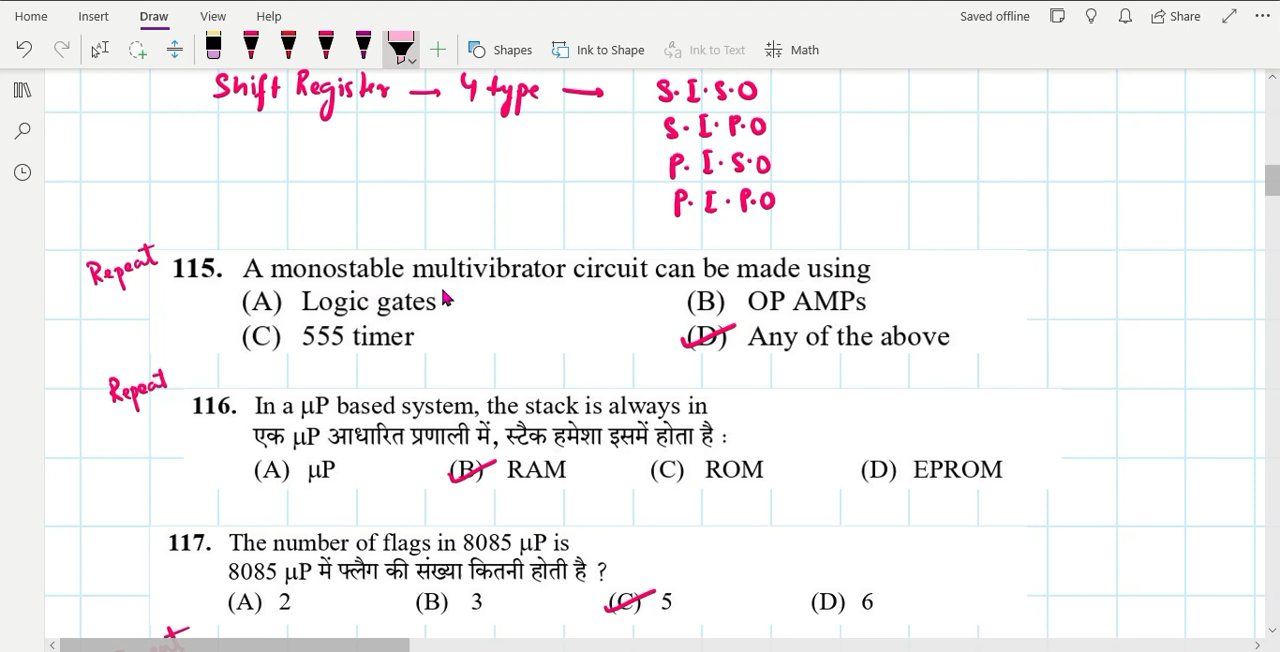 Home Insert Draw View Help Saved offline Share
Shapes Ink to Shape Ink to Text Math
Shift Register → 4 type → S.I.S.O
S.I.P.O
P.I.S.O
P.I.P.O
Repeat 115. A monostable multivibrator circuit can be made using
(A) Logic gates (B) OP AMPs
(C) 555 timer (D) Any of the above
Repeat 116. In a μP based system, the stack is always in
एक μP आधारित प्रणाली में, स्टैक हमेशा इसमें होता है :
(A) μP (B) RAM (C) ROM (D) EPROM
117. The number of flags in 8085 μP is
8085 μP में फ्लैग की संख्या कितनी होती है ?
(A) 2 (B) 3 (C) 5 (D) 6